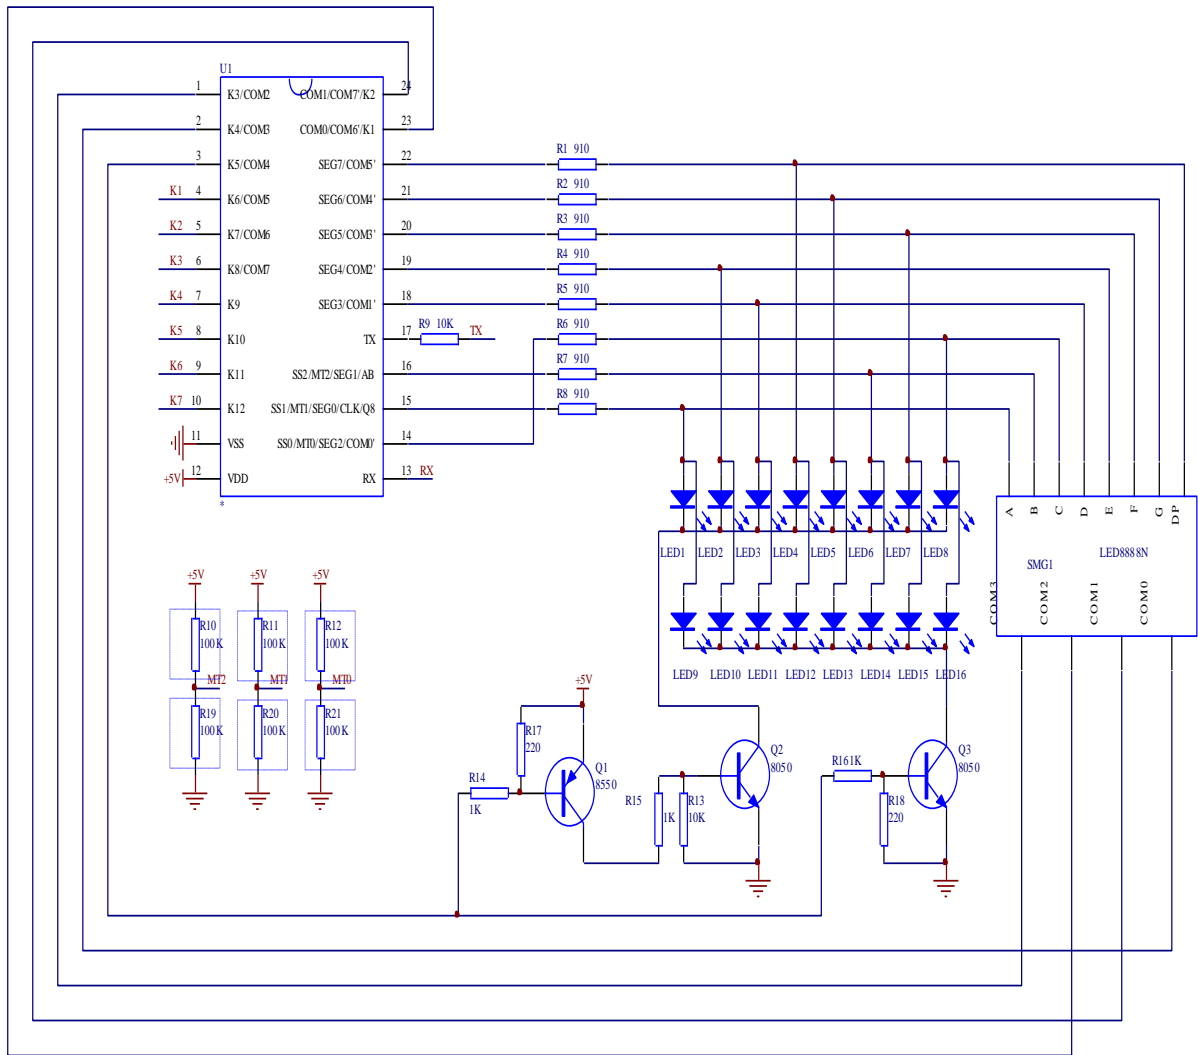 U1
1 K3/COM2 COM1/COM7'/K2 24
2 K4/COM3 COM0/COM6'/K1 23
3 K5/COM4 SEG7/COM5' 22 R1 910
K1 4 K6/COM5 SEG6/COM4' 21 R2 910
K2 5 K7/COM6 SEG5/COM3' 20 R3 910
K3 6 K8/COM7 SEG4/COM2' 19 R4 910
K4 7 K9 SEG3/COM1' 18 R5 910
K5 8 K10 TX 17 R9 10K TX R6 910
K6 9 K11 SS2/MT2/SEG1/AB 16 R7 910
K7 10 K12 SS1/MT1/SEG0/CLK/Q8 15 R8 910
11 VSS SS0/MT0/SEG2/COM0' 14
+5V 12 VDD RX 13 RX
*
A B C D E F G DP
LED1 LED2 LED3 LED4 LED5 LED6 LED7 LED8
SMG1 LED8888N
COM3 COM2 COM1 COM0
+5V +5V +5V
R10 100K R11 100K R12 100K
MT2 MT1 MT0
R19 100K R20 100K R21 100K
LED9 LED10 LED11 LED12 LED13 LED14 LED15 LED16
+5V
R17 220
Q1 8550
R14 1K
R15 1K
R13 10K
Q2 8050
R16 1K
R18 220
Q3 8050